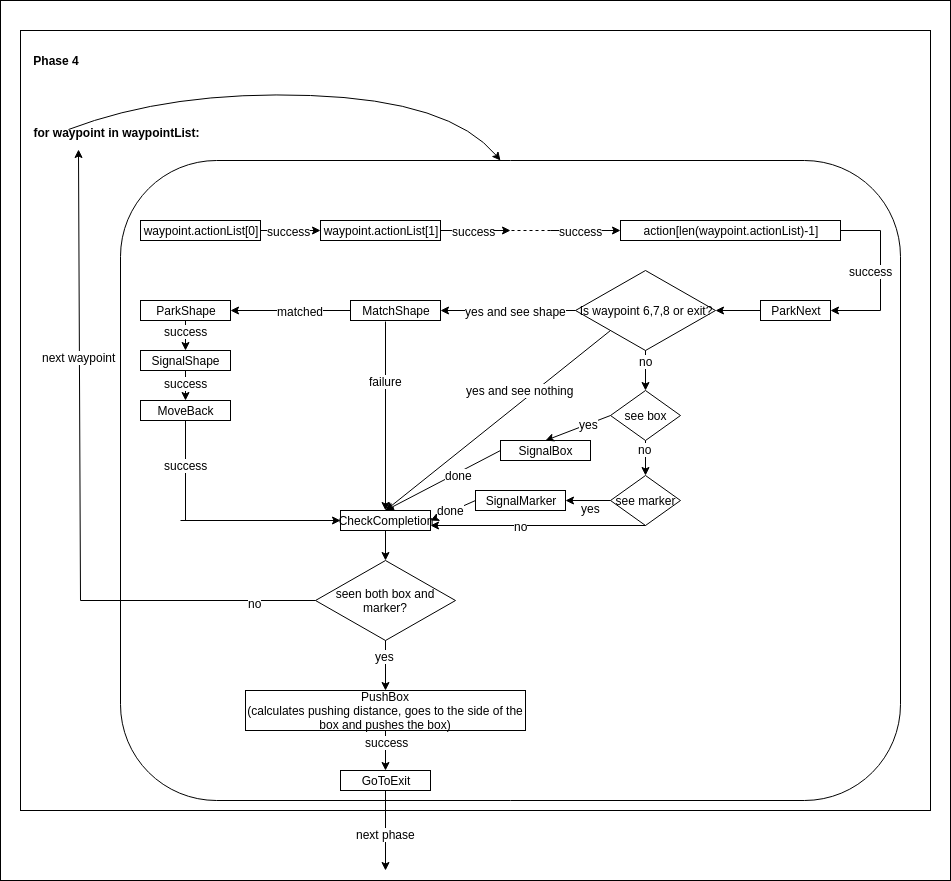 Phase 4
for waypoint in waypointList:
waypoint.actionList[0]
success
waypoint.actionList[1]
success
success
action[len(waypoint.actionList)-1]
success
ParkShape
matched
MatchShape
yes and see shape
Is waypoint 6,7,8 or exit?
ParkNext
success
SignalShape
next waypoint
no
failure
success
yes and see nothing
MoveBack
see box
yes
SignalBox
no
success
done
SignalMarker
yes
see marker
done
CheckCompletion
no
seen both box and
marker?
no
yes
PushBox
(calculates pushing distance, goes to the side of the
box and pushes the box)
success
GoToExit
next phase